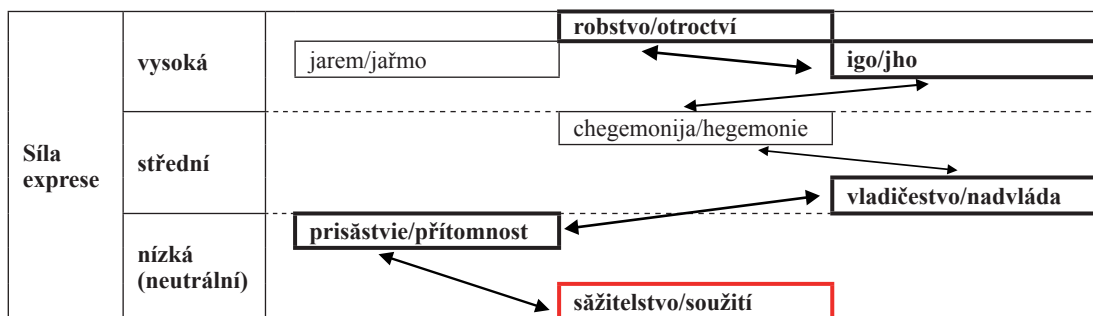 robstvo/otroctví
vysoká
jarem/jařmo
igo/jho
chegemonija/hegemonie
Síla
exprese
střední
vladičestvo/nadvláda
prisăstvie/přítomnost
nízká
(neutrální)
săžitelstvo/soužití